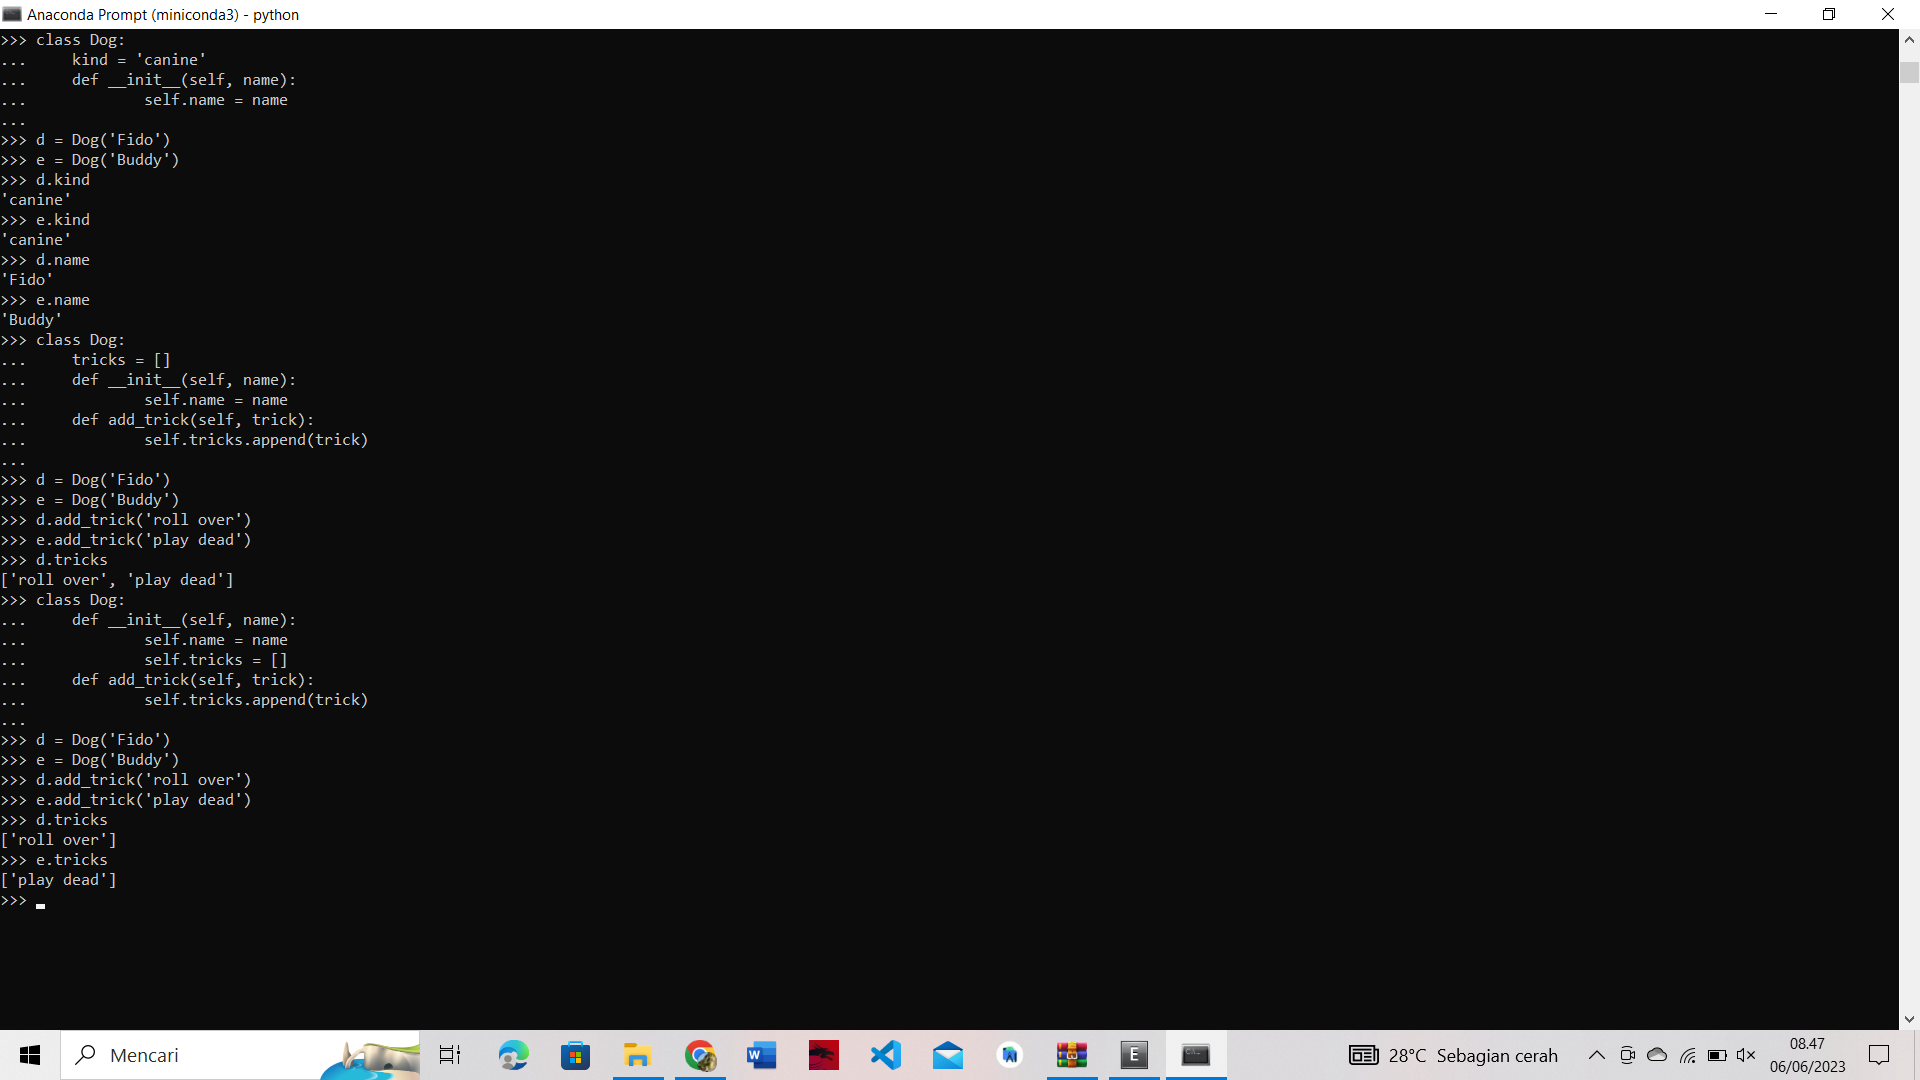 Anaconda Prompt (miniconda3) - python
>>> class Dog:
...     kind = 'canine'
...     def __init__(self, name):
...             self.name = name
...
>>> d = Dog('Fido')
>>> e = Dog('Buddy')
>>> d.kind
'canine'
>>> e.kind
'canine'
>>> d.name
'Fido'
>>> e.name
'Buddy'
>>> class Dog:
...     tricks = []
...     def __init__(self, name):
...             self.name = name
...     def add_trick(self, trick):
...             self.tricks.append(trick)
...
>>> d = Dog('Fido')
>>> e = Dog('Buddy')
>>> d.add_trick('roll over')
>>> e.add_trick('play dead')
>>> d.tricks
['roll over', 'play dead']
>>> class Dog:
...     def __init__(self, name):
...             self.name = name
...             self.tricks = []
...     def add_trick(self, trick):
...             self.tricks.append(trick)
...
>>> d = Dog('Fido')
>>> e = Dog('Buddy')
>>> d.add_trick('roll over')
>>> e.add_trick('play dead')
>>> d.tricks
['roll over']
>>> e.tricks
['play dead']
>>>
Mencari
28°C Sebagian cerah
08.47
06/06/2023